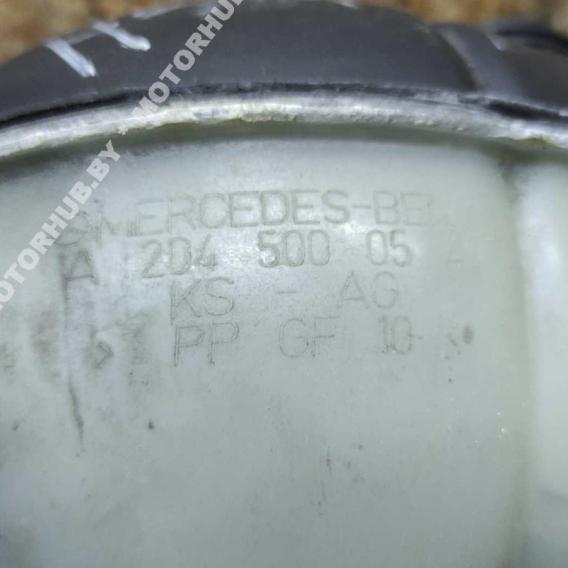 MOTORHUB.BY - MOTORHUB.BY
MERCEDES-BE
A 204 500 05
KS - AG
PP GF 10